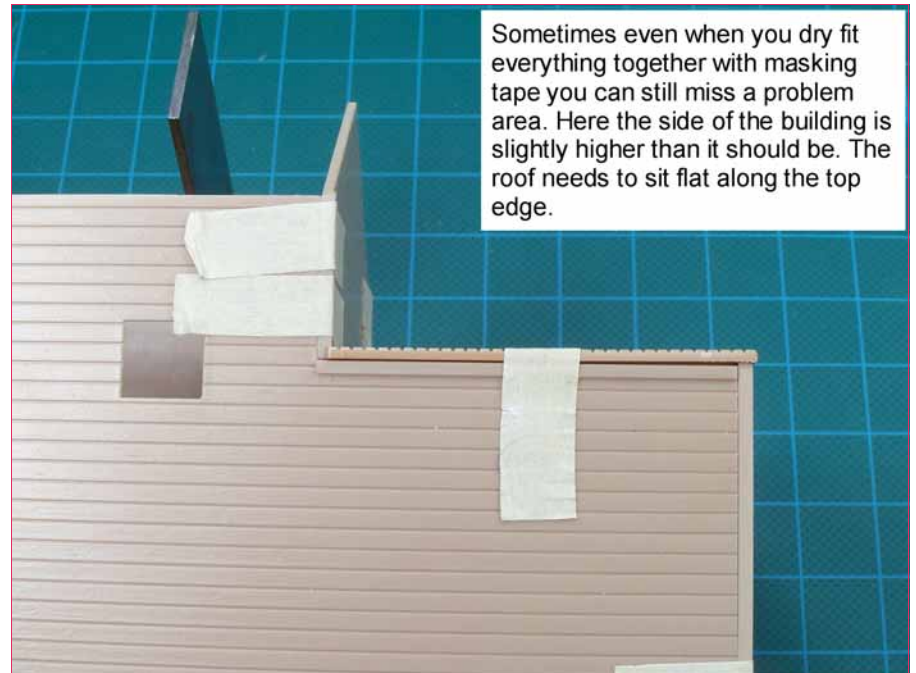 Sometimes even when you dry fit
everything together with masking
tape you can still miss a problem
area. Here the side of the building is
slightly higher than it should be. The
roof needs to sit flat along the top
edge.